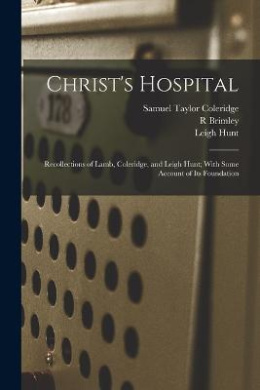 CHRIST'S HOSPITAL
Samuel Taylor Coleridge
R Brimley
Leigh Hunt
Recollections of Lamb, Coleridge, and Leigh Hunt; With Some
Account of Its Foundation
178